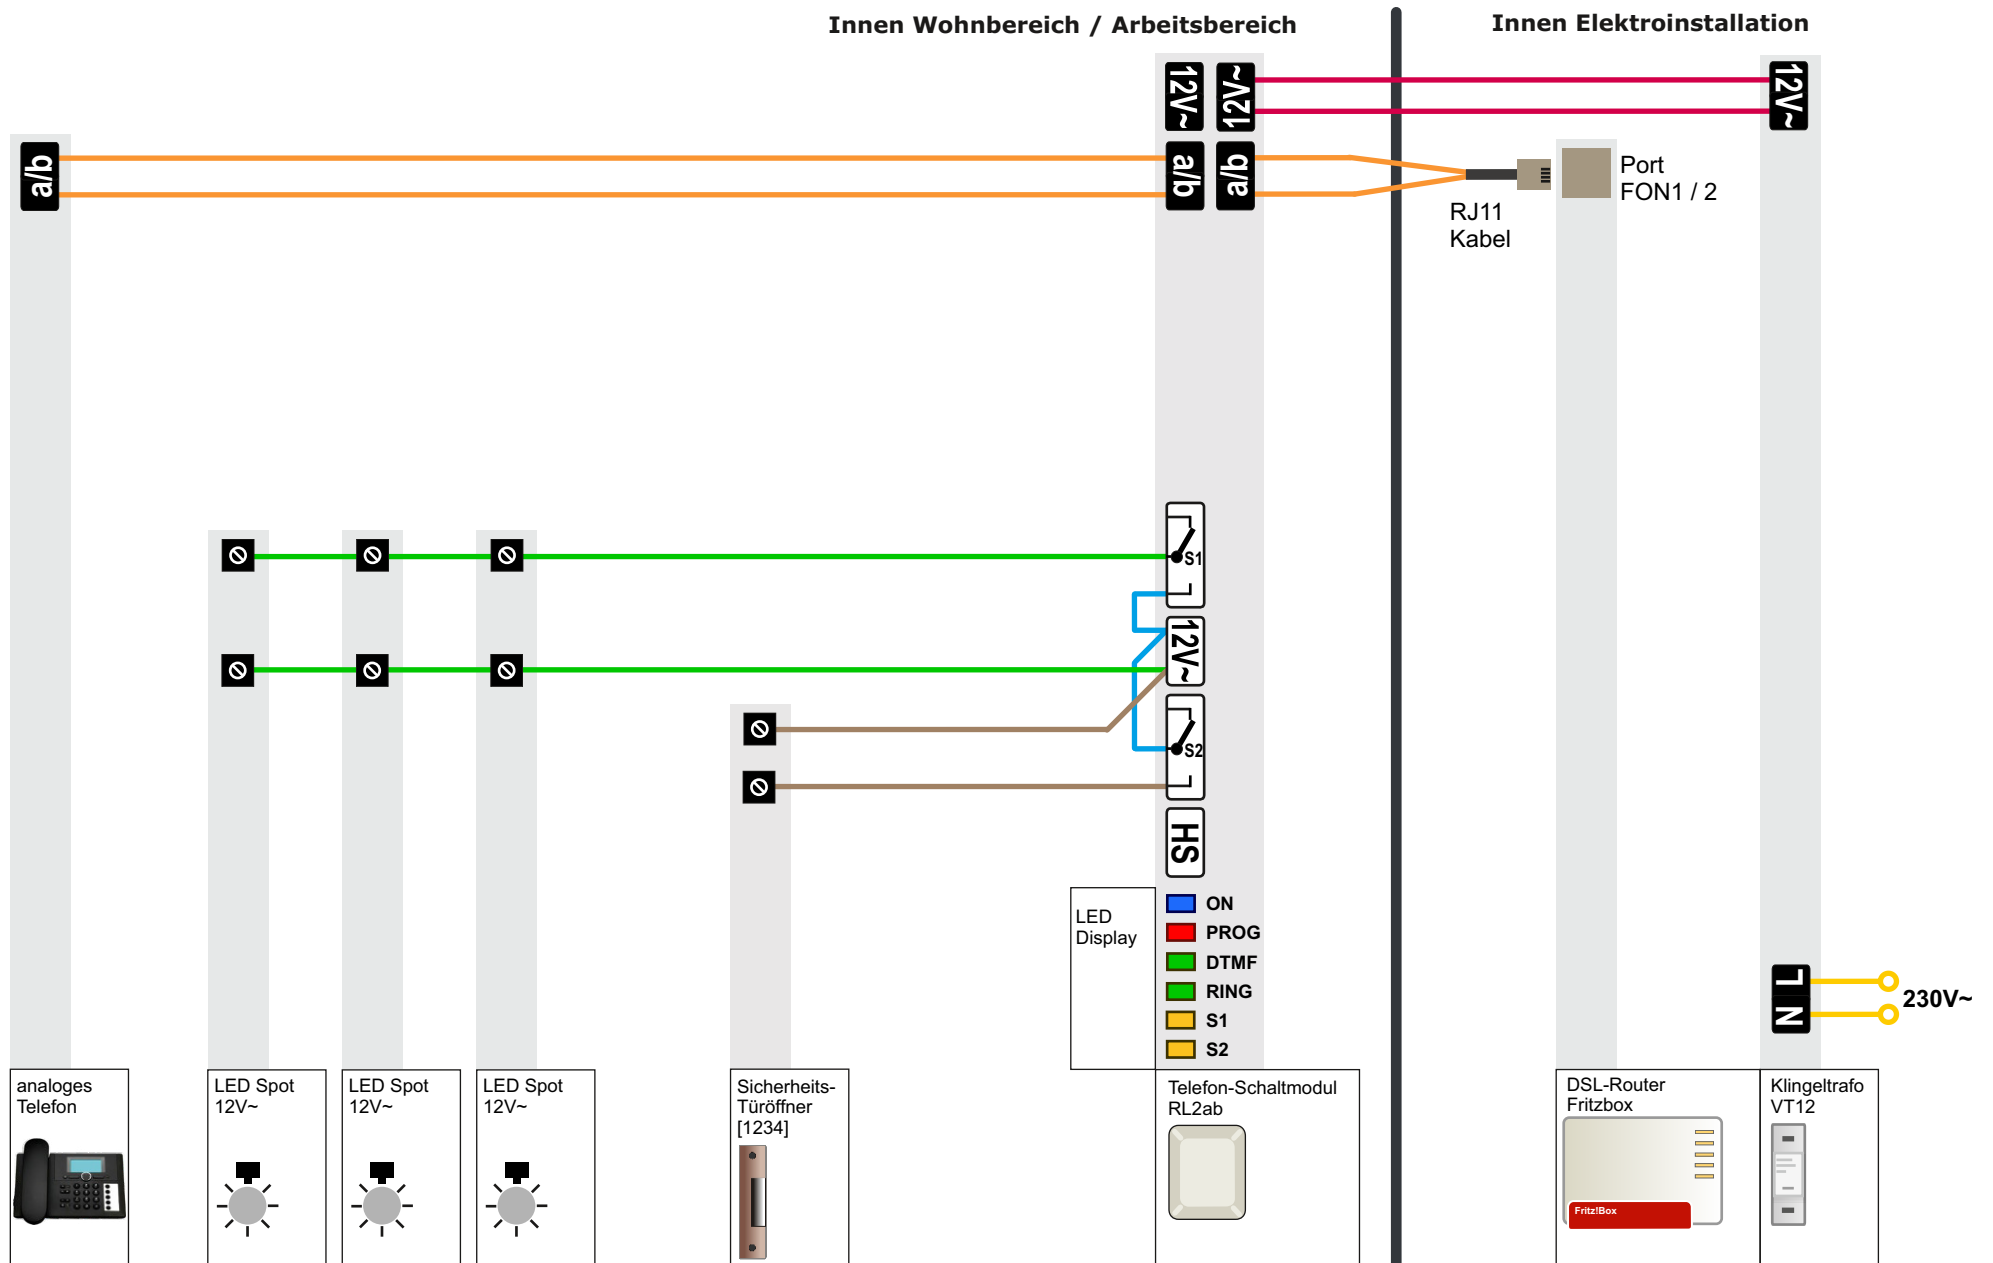 Innen Wohnbereich / Arbeitsbereich
Innen Elektroinstallation
12V~
12V~
12V~
a/b
a/b
a/b
Port
FON1 / 2
RJ11
Kabel
S1
12V~
S2
HS
LED
Display
ON
PROG
DTMF
RING
S1
S2
L
N
230V~
analoges
Telefon
LED Spot
12V~
LED Spot
12V~
LED Spot
12V~
Sicherheits-
Türöffner
[1234]
Telefon-Schaltmodul
RL2ab
DSL-Router
Fritzbox
Fritz!Box
Klingeltrafo
VT12